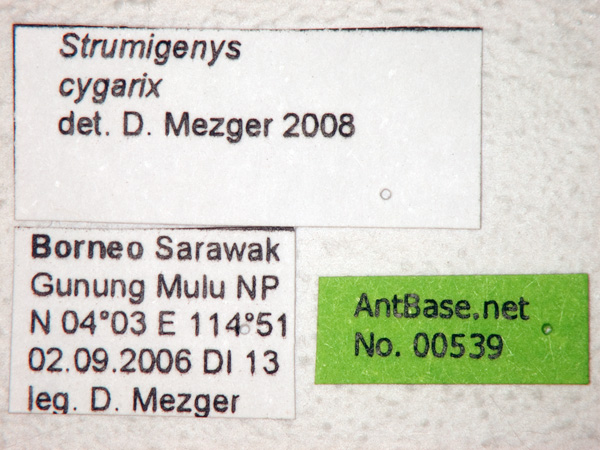 Strumigenys
cygarix
det. D. Mezger 2008
Borneo Sarawak
Gunung Mulu NP
N 04°03 E 114°51
02.09.2006 DI 13
leg. D. Mezger
AntBase.net
No. 00539